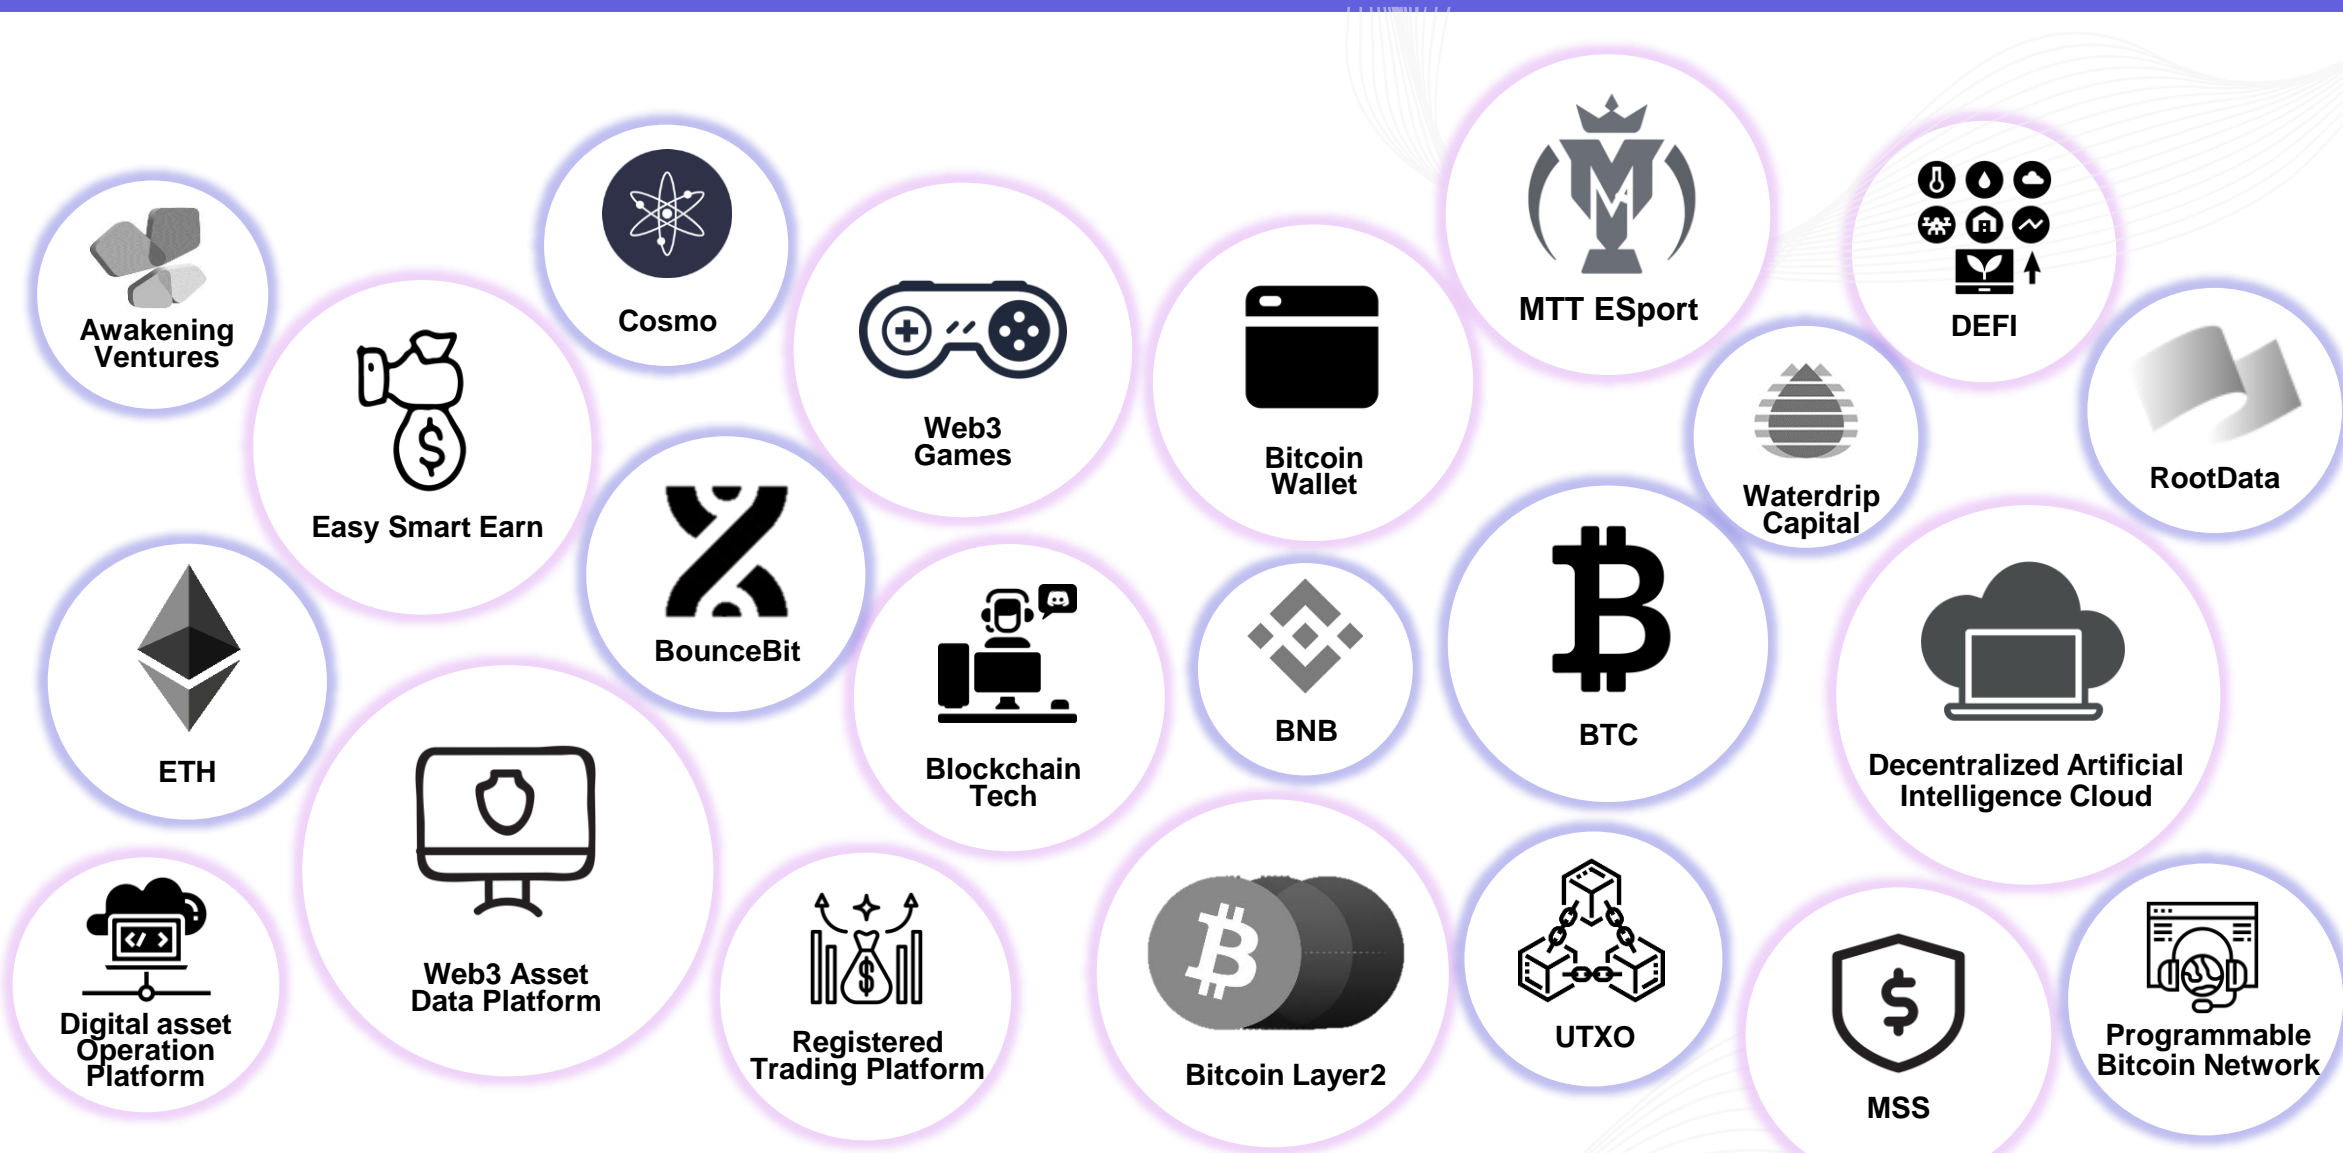 MTT ESport
Cosmo
DEFI
Awakening
Ventures
Web3
Games
Bitcoin
Wallet
Waterdrip
Capital
RootData
Easy Smart Earn
BounceBit
ETH
BNB
BTC
Blockchain
Tech
Decentralized Artificial
Intelligence Cloud
Web3 Asset
Data Platform
Digital asset
Operation
Platform
Registered
Trading Platform
Bitcoin Layer2
UTXO
MSS
Programmable
Bitcoin Network